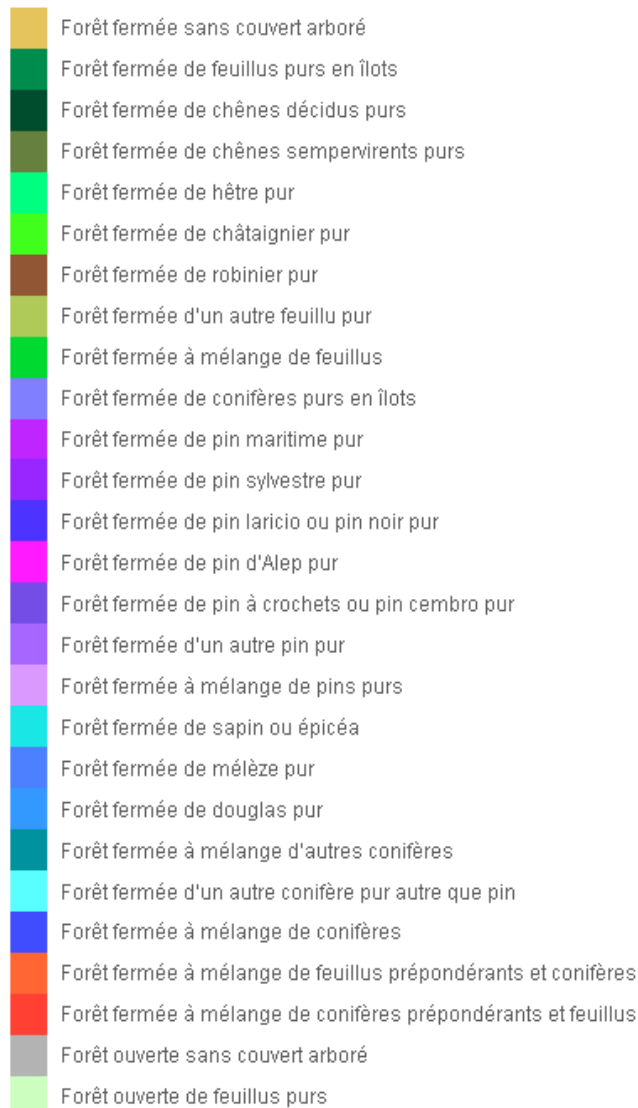 Forêt fermée sans couvert arboré
Forêt fermée de feuillus purs en îlots
Forêt fermée de chênes décidus purs
Forêt fermée de chênes sempervirents purs
Forêt fermée de hêtre pur
Forêt fermée de châtaignier pur
Forêt fermée de robinier pur
Forêt fermée d'un autre feuillu pur
Forêt fermée à mélange de feuillus
Forêt fermée de conifères purs en îlots
Forêt fermée de pin maritime pur
Forêt fermée de pin sylvestre pur
Forêt fermée de pin laricio ou pin noir pur
Forêt fermée de pin d'Alep pur
Forêt fermée de pin à crochets ou pin cembro pur
Forêt fermée d'un autre pin pur
Forêt fermée à mélange de pins purs
Forêt fermée de sapin ou épicéa
Forêt fermée de mélèze pur
Forêt fermée de douglas pur
Forêt fermée à mélange d'autres conifères
Forêt fermée d'un autre conifère pur autre que pin
Forêt fermée à mélange de conifères
Forêt fermée à mélange de feuillus prépondérants et conifères
Forêt fermée à mélange de conifères prépondérants et feuillus
Forêt ouverte sans couvert arboré
Forêt ouverte de feuillus purs